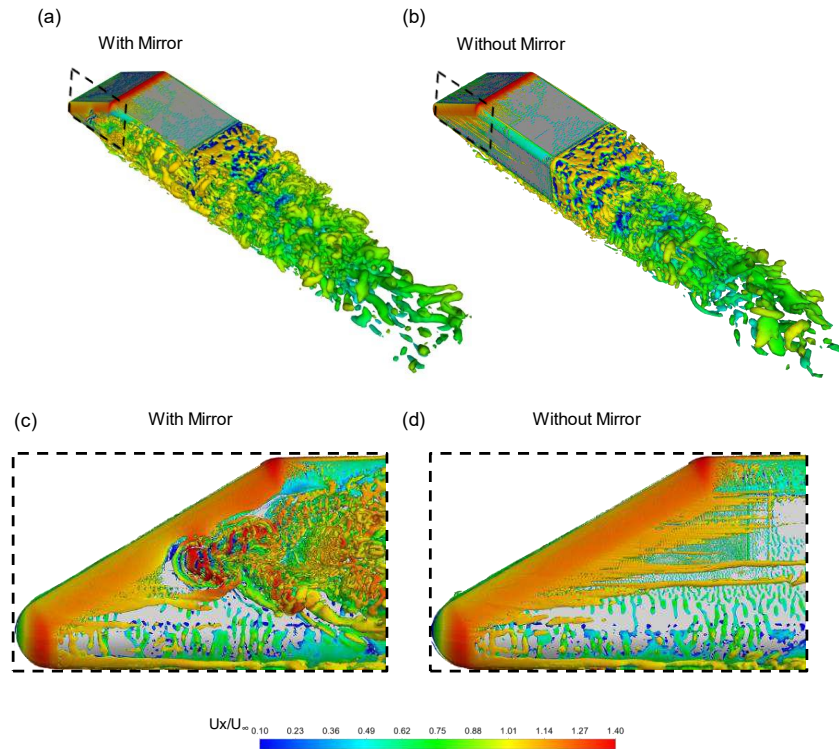 (a)
(b)
With Mirror
Without Mirror
(c)
With Mirror
(d)
Without Mirror
Ux/U∞ 0.10 0.23 0.36 0.49 0.62 0.75 0.88 1.01 1.14 1.27 1.40